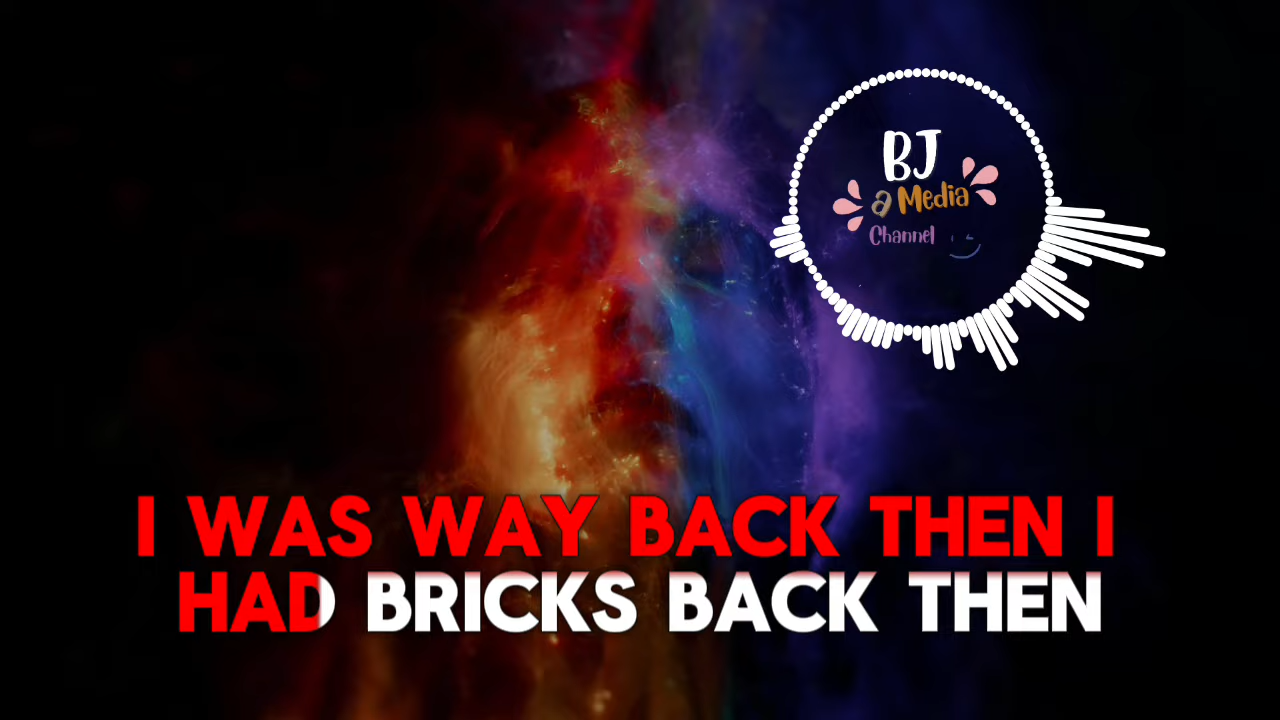 BJ
a Media
Channel
I WAS WAY BACK THEN I
HAD BRICKS BACK THEN